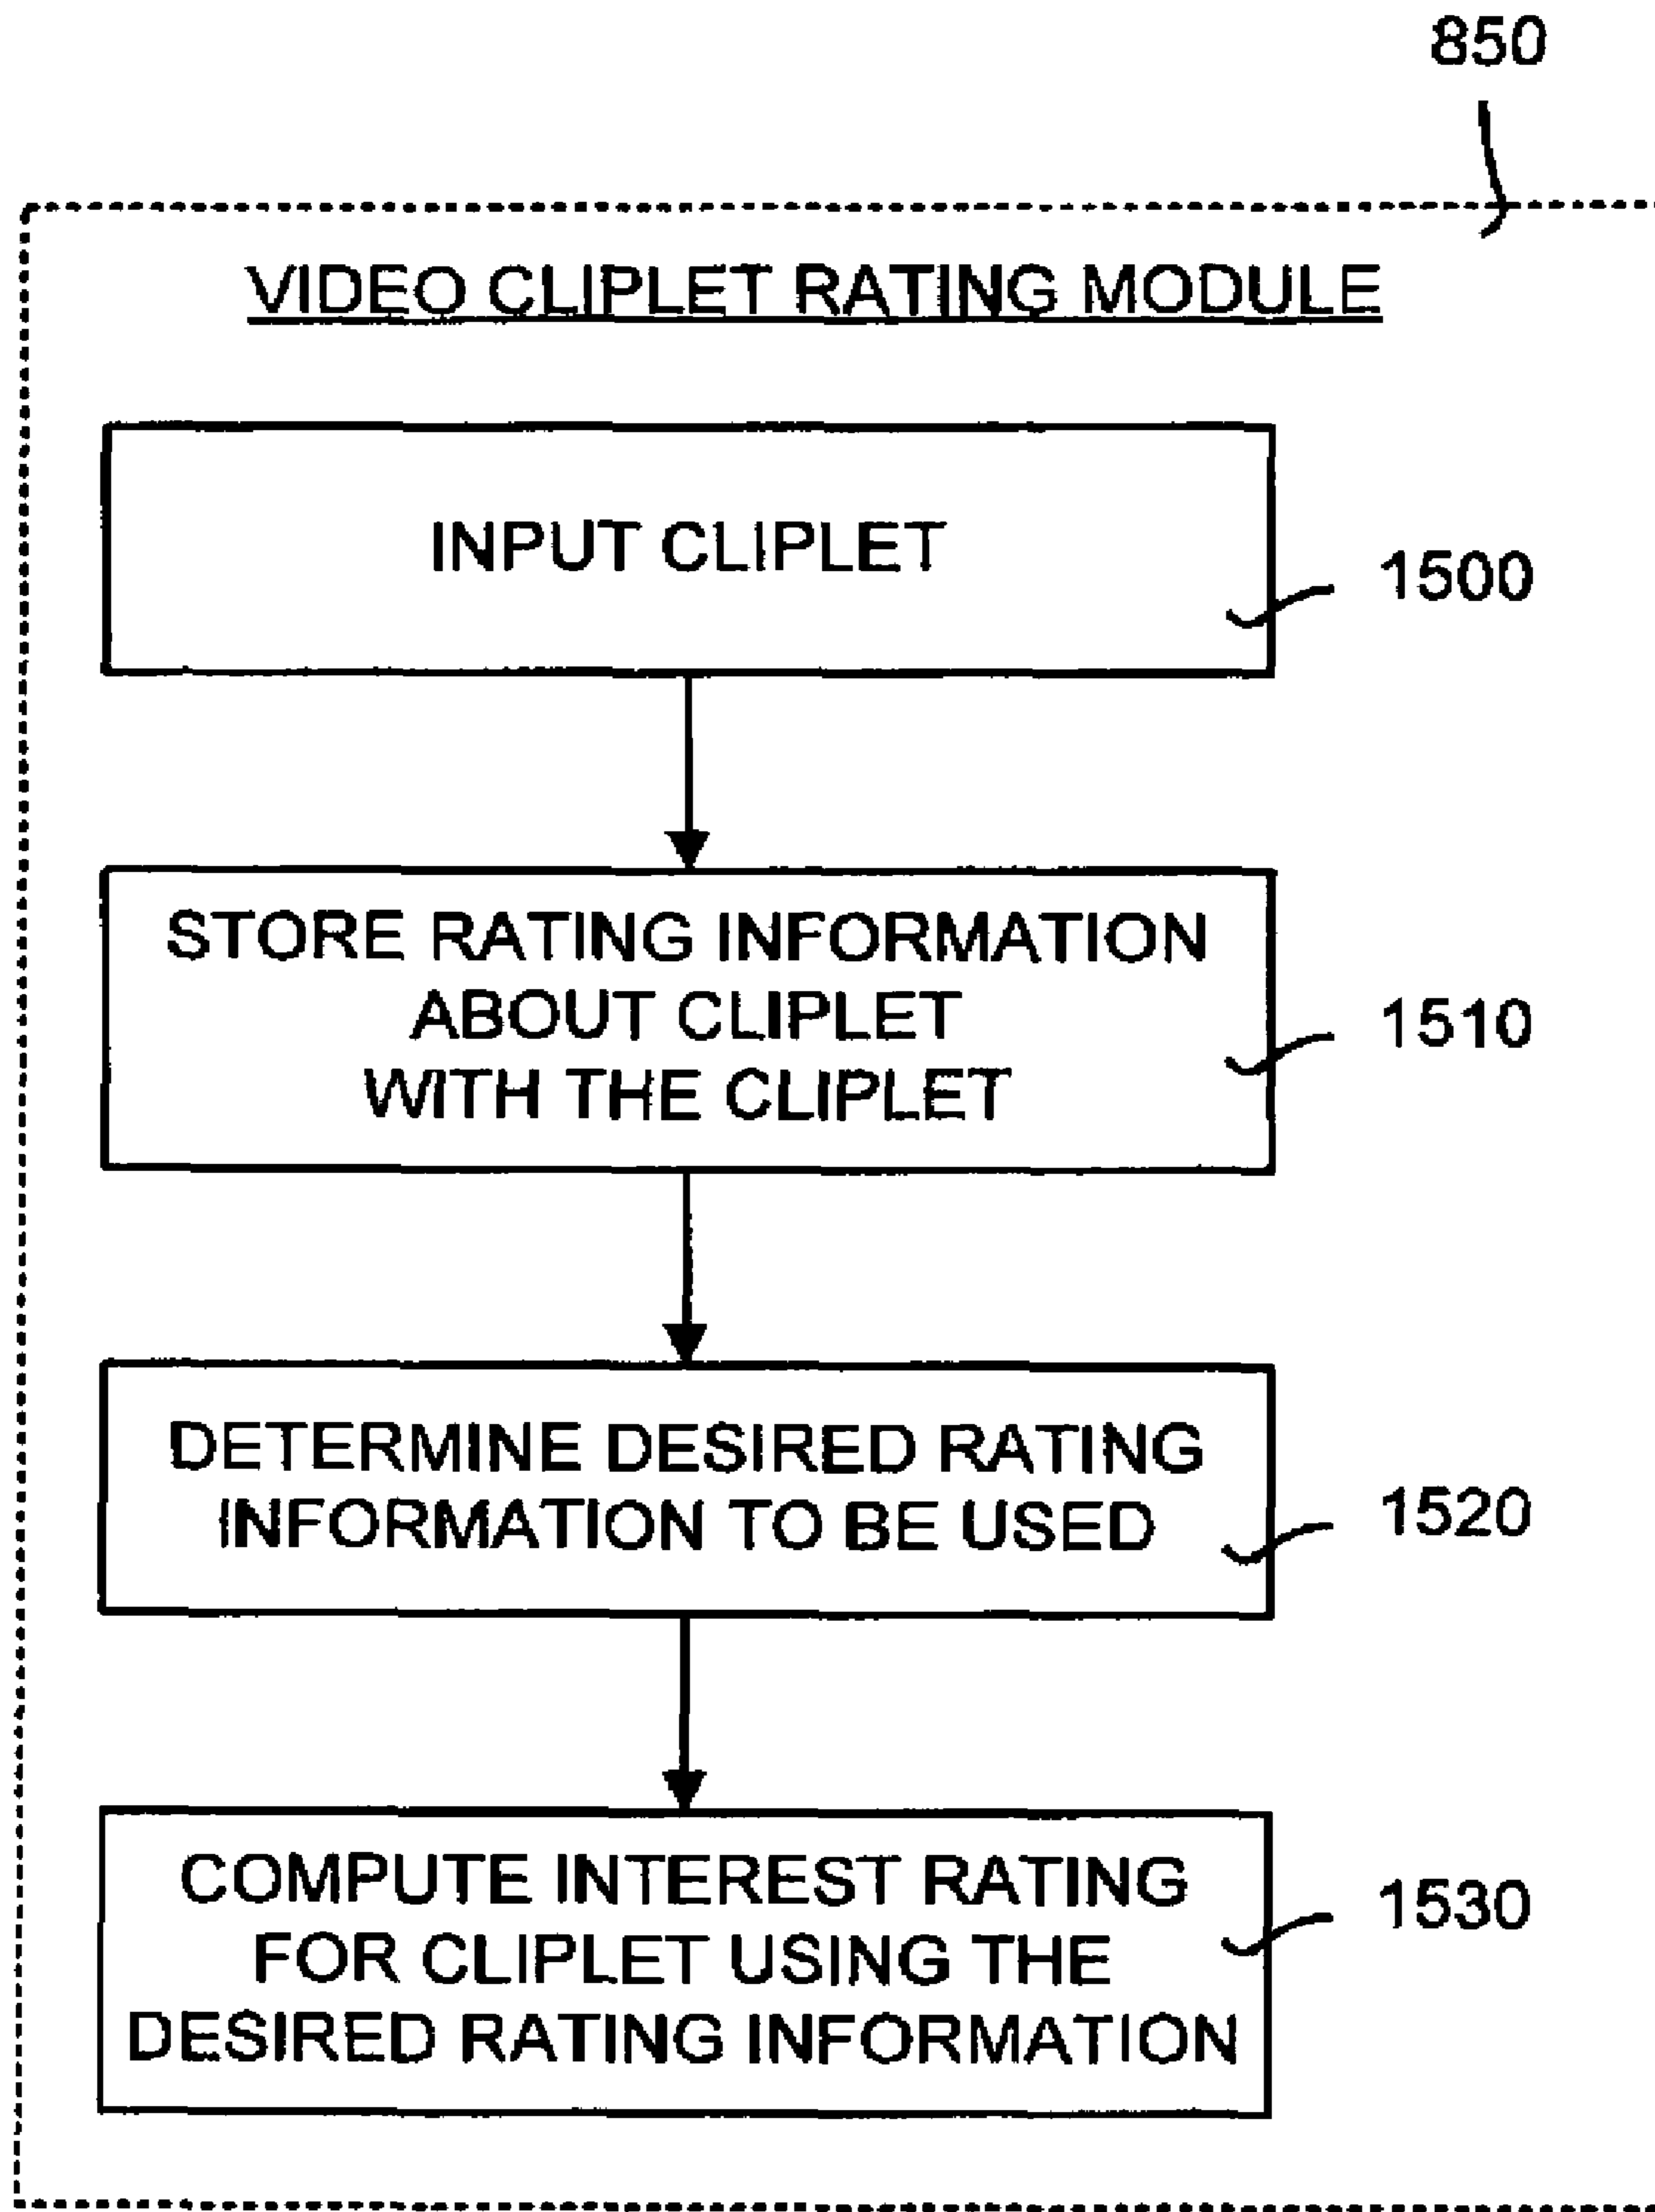 850
VIDEO CLIPLET RATING MODULE
INPUT CLIPLET
1500
STORE RATING INFORMATION
ABOUT CLIPLET
WITH THE CLIPLET
1510
DETERMINE DESIRED RATING
INFORMATION TO BE USED
1520
COMPUTE INTEREST RATING
FOR CLIPLET USING THE
DESIRED RATING INFORMATION
1530